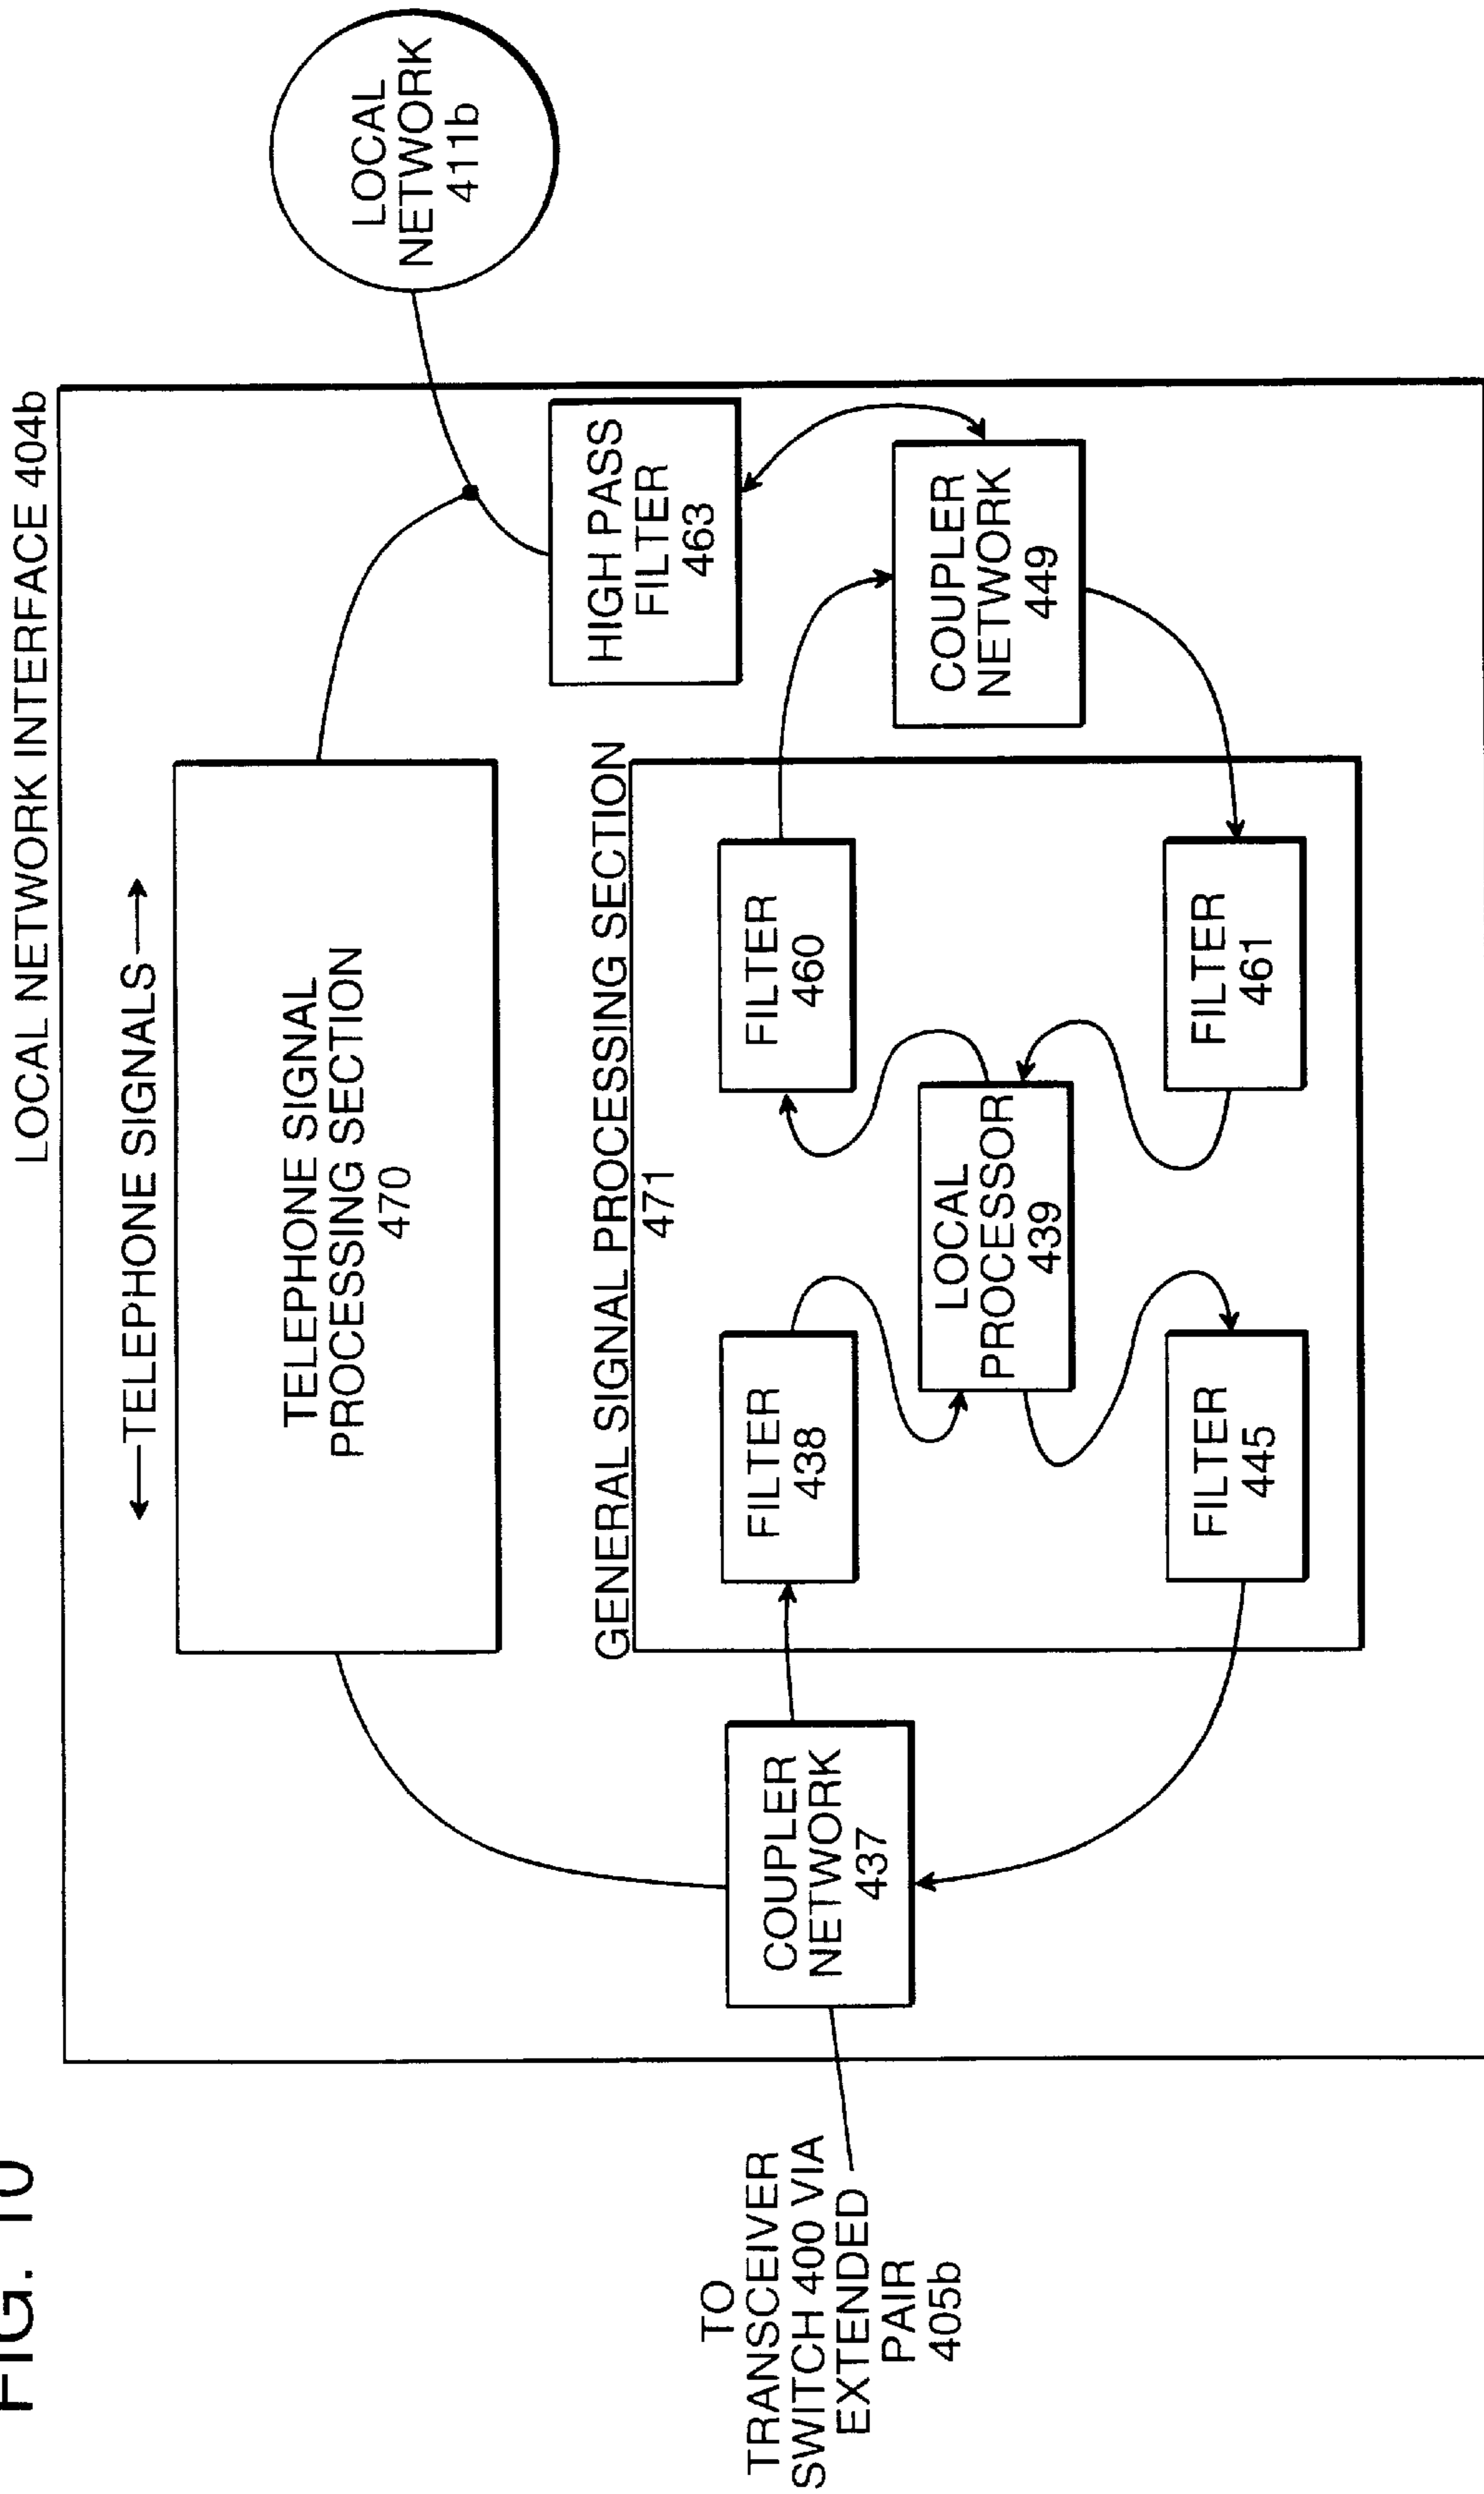 FIG. 10
LOCAL NETWORK INTERFACE 404b
TELEPHONE SIGNALS
TELEPHONE SIGNAL
PROCESSING SECTION
470
LOCAL
NETWORK
411b
HIGH PASS
FILTER
463
GENERAL SIGNAL PROCESSING SECTION
471
COUPLER
NETWORK
437
FILTER
438
LOCAL
PROCESSOR
439
FILTER
460
COUPLER
NETWORK
449
FILTER
445
FILTER
461
TO
TRANSCEIVER
SWITCH 400 VIA
EXTENDED
PAIR
405b